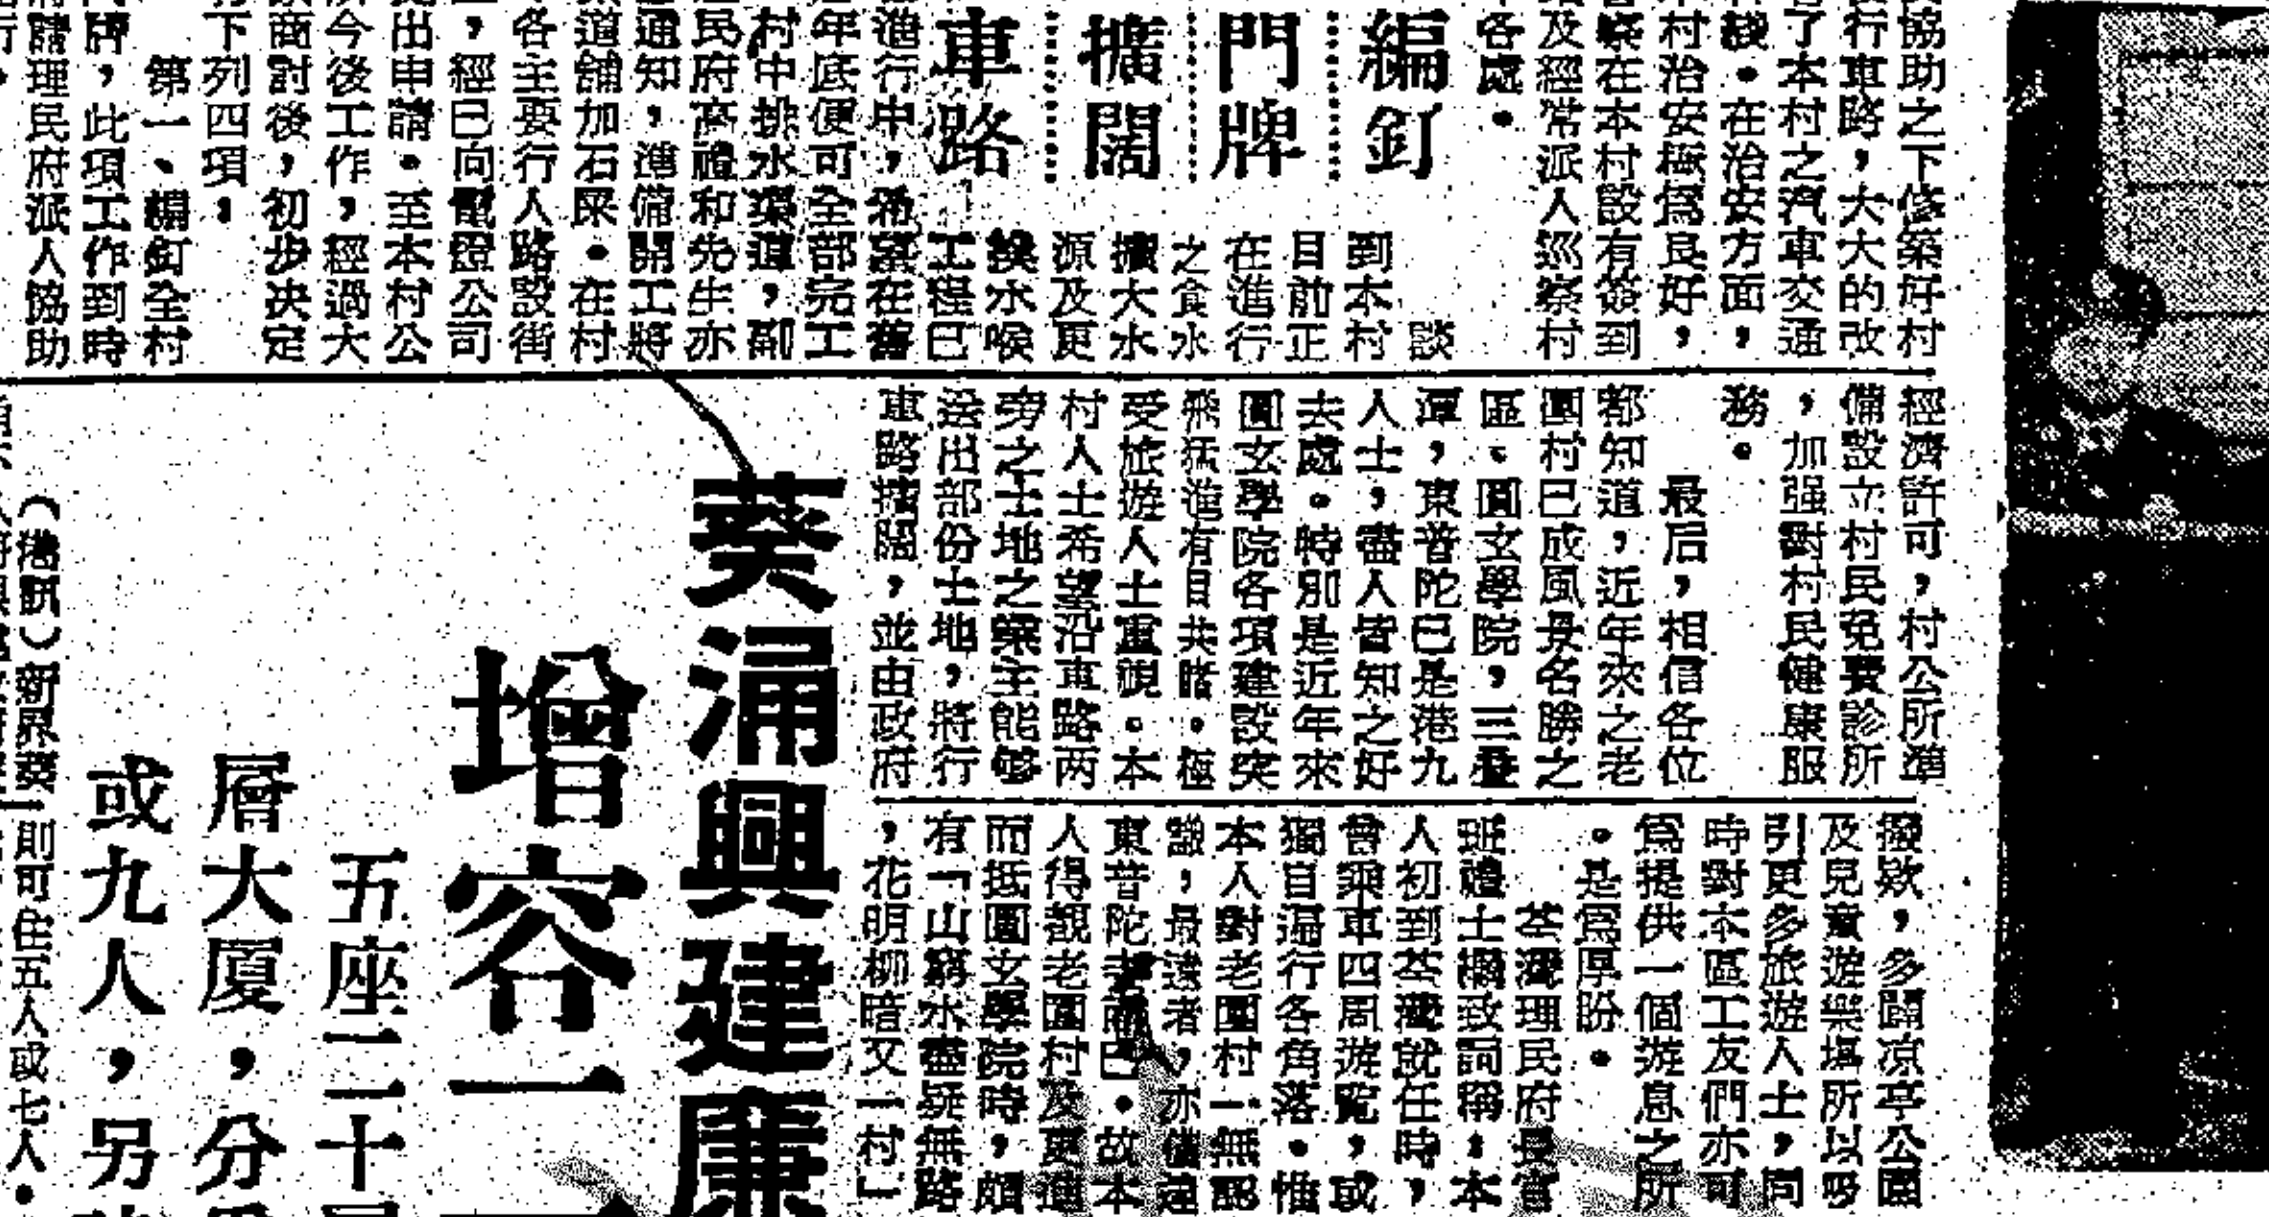 協助之下修築好村
行車路，大大的改
了本村之汽車交通
綫。在治安方面，
村治安極爲良好，
察在本村設有簽到
及經常派人巡察村
各處。
編釘
門牌
擴闊
車路
談
到本村
目前正
在進行
之食水
擴大水
源及更
換水喉
工程已
進行中，希望在舊
年底便可全部完工
村中排水渠道，副
民府高禮和先生亦
通知，準備開工將
道舖加石屎。在村
各主要行人路設街
，經已向電燈公司
出申請。至本村公
今後工作，經過大
商討後，初步決定
下列四項：
第一、編釘全村
牌，此項工作到時
請理民府派人協助
經濟許可，村公所準
備設立村民免費診所
，加强對村民健康服
務。
最后，相信各位
都知道，近年來之老
圍村已成風景名勝之
區。圓玄學院，三疊
潭，東普陀已是港九
人士，盡人皆知之好
去處。特別是近年來
圓玄學院各項建設突
飛猛進有目共睹。極
受旅遊人士重視。本
村人士希望沿車路两
旁之土地之業主能够
送出部份土地，將行
車路擴闊，並由政府
撥欵，多闢凉亭公園
及兒童遊樂塲所以吸
引更多旅遊人士，同
時對本區工友們亦可
爲提供一個遊息之所
。是爲厚盼。
荃灣理民府長官
班禮士襴致詞稱：本
人初到荃灣就任時，
曾乘車四周遊覽，或
獨自遍行各角落。惟
本人對老圍村一無認
識，最遠者，亦僅達
東普陀老而已。故本
人得觀老圍村及更進
而抵圓玄學院時，頗
有「山窮水盡疑無路
，花明柳暗又一村」
葵涌興建廉
增容一
五座二十層
層大廈，分爲
或九人，另
（港訊）新界葵
則可住五人或七人。